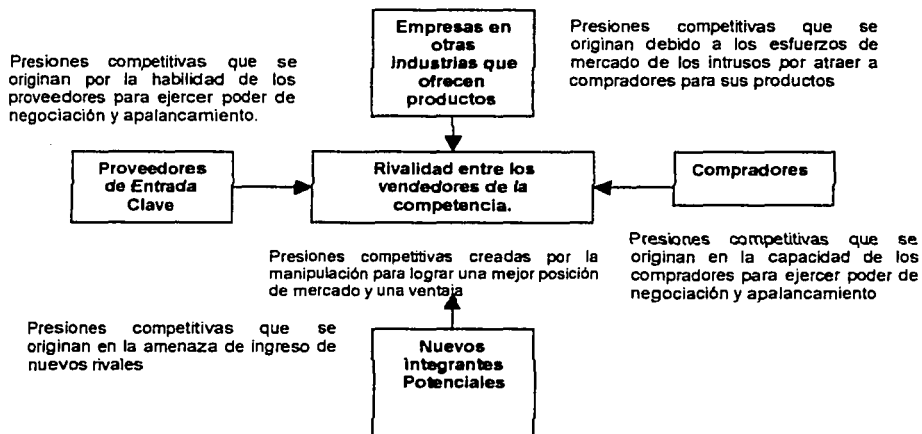 Empresas en
otras
industrias que
ofrecen
productos
Presiones competitivas que se
originan debido a los esfuerzos de
mercado de los intrusos por atraer a
compradores para sus productos
Presiones competitivas que se
originan por la habilidad de los
proveedores para ejercer poder de
negociación y apalancamiento.
Proveedores
de Entrada
Clave
Rivalidad entre los
vendedores de la
competencia.
Compradores
Presiones competitivas creadas por la
manipulación para lograr una mejor posición
de mercado y una ventaja
Presiones competitivas que se
originan en la capacidad de los
compradores para ejercer poder de
negociación y apalancamiento
Presiones competitivas que se
originan en la amenaza de ingreso de
nuevos rivales
Nuevos
Integrantes
Potenciales